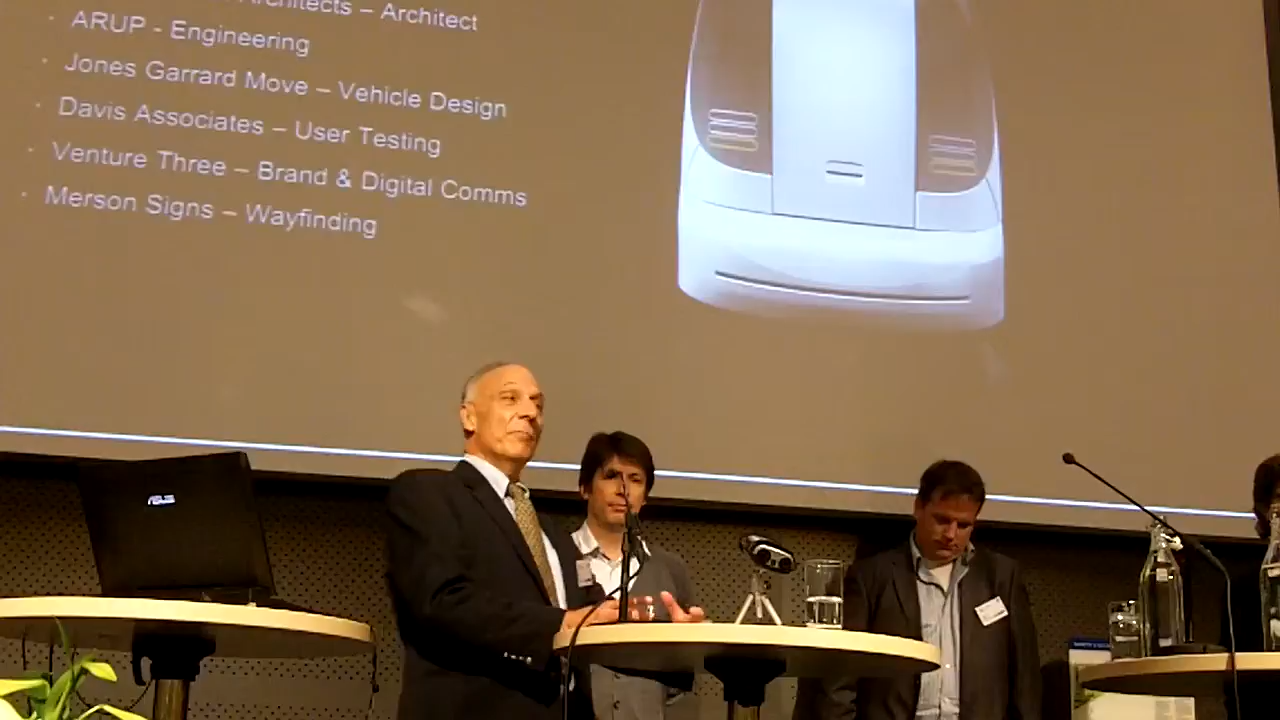 Architects – Architect
ARUP - Engineering
Jones Garrard Move – Vehicle Design
Davis Associates – User Testing
Venture Three – Brand & Digital Comms
Merson Signs – Wayfinding
ASUS